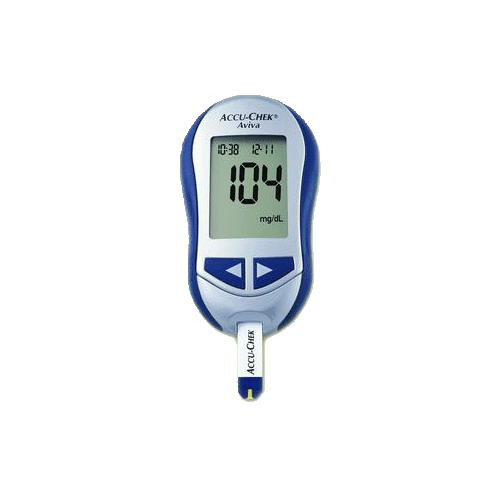 ACCU-CHEK®
Aviva
10:38 12-11
104
mg/dL
ACCU-CHEK